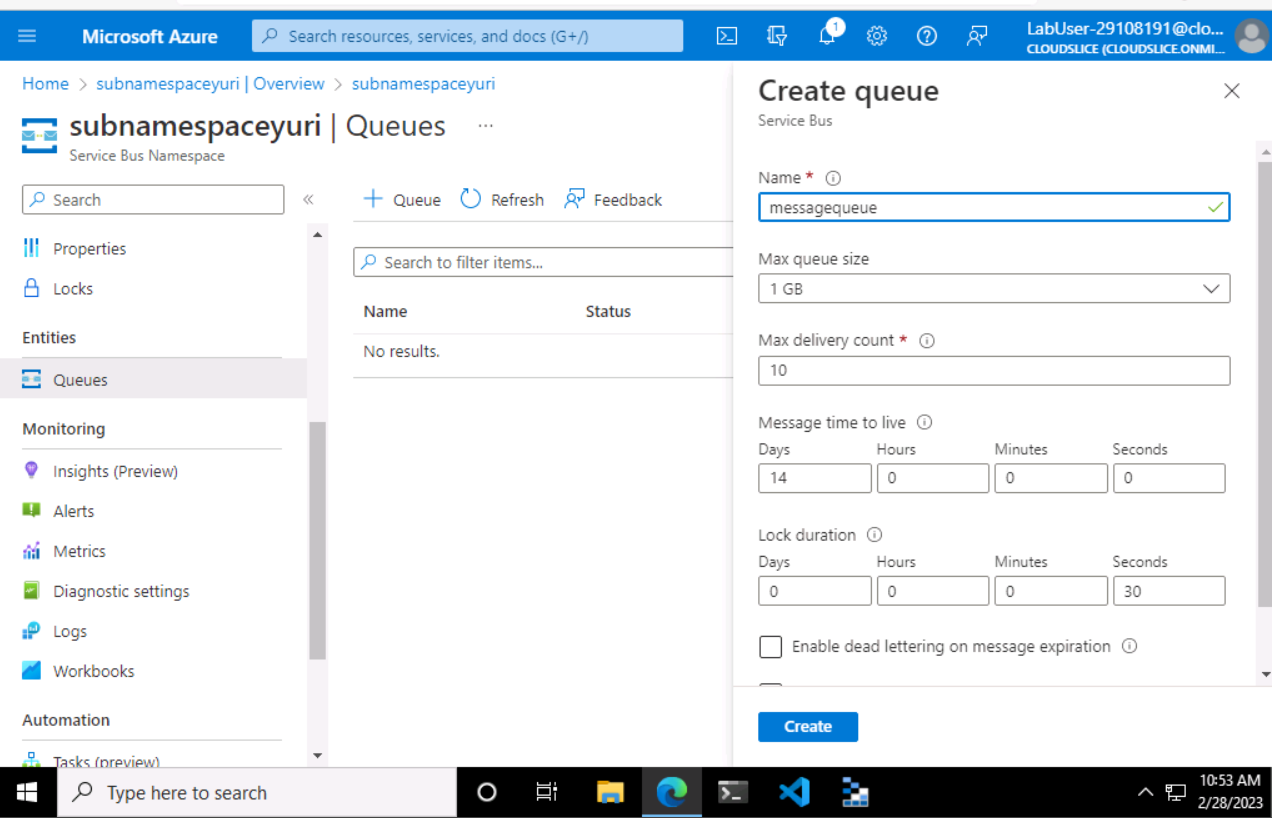 Microsoft Azure
Search resources, services, and docs (G+/)
1
LabUser-29108191@clo...
CLOUDSLICE (CLOUDSLICE.ONMI...
Home > subnamespaceyuri | Overview > subnamespaceyuri
subnamespaceyuri | Queues ...
Service Bus Namespace
Search
«
Properties
Locks
Entities
Queues
Monitoring
Insights (Preview)
Alerts
Metrics
Diagnostic settings
Logs
Workbooks
Automation
Tasks (preview)
+ Queue Refresh Feedback
Search to filter items...
Name Status
No results.
Create queue
Service Bus
Name *
messagequeue
Max queue size
1 GB
Max delivery count *
10
Message time to live
Days Hours Minutes Seconds
14 0 0 0
Lock duration
Days Hours Minutes Seconds
0 0 0 30
Enable dead lettering on message expiration
Create
Type here to search
10:53 AM
2/28/2023